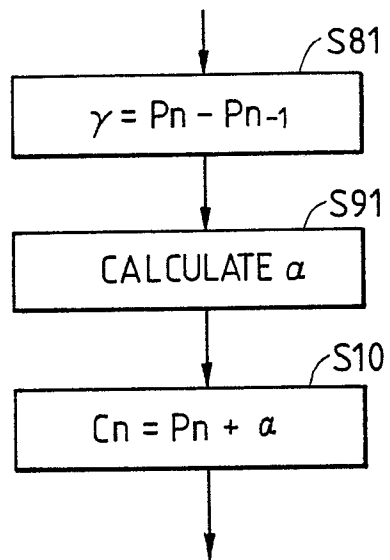 S81
γ = Pn - Pn-1
S91
CALCULATE α
S10
Cn = Pn + α